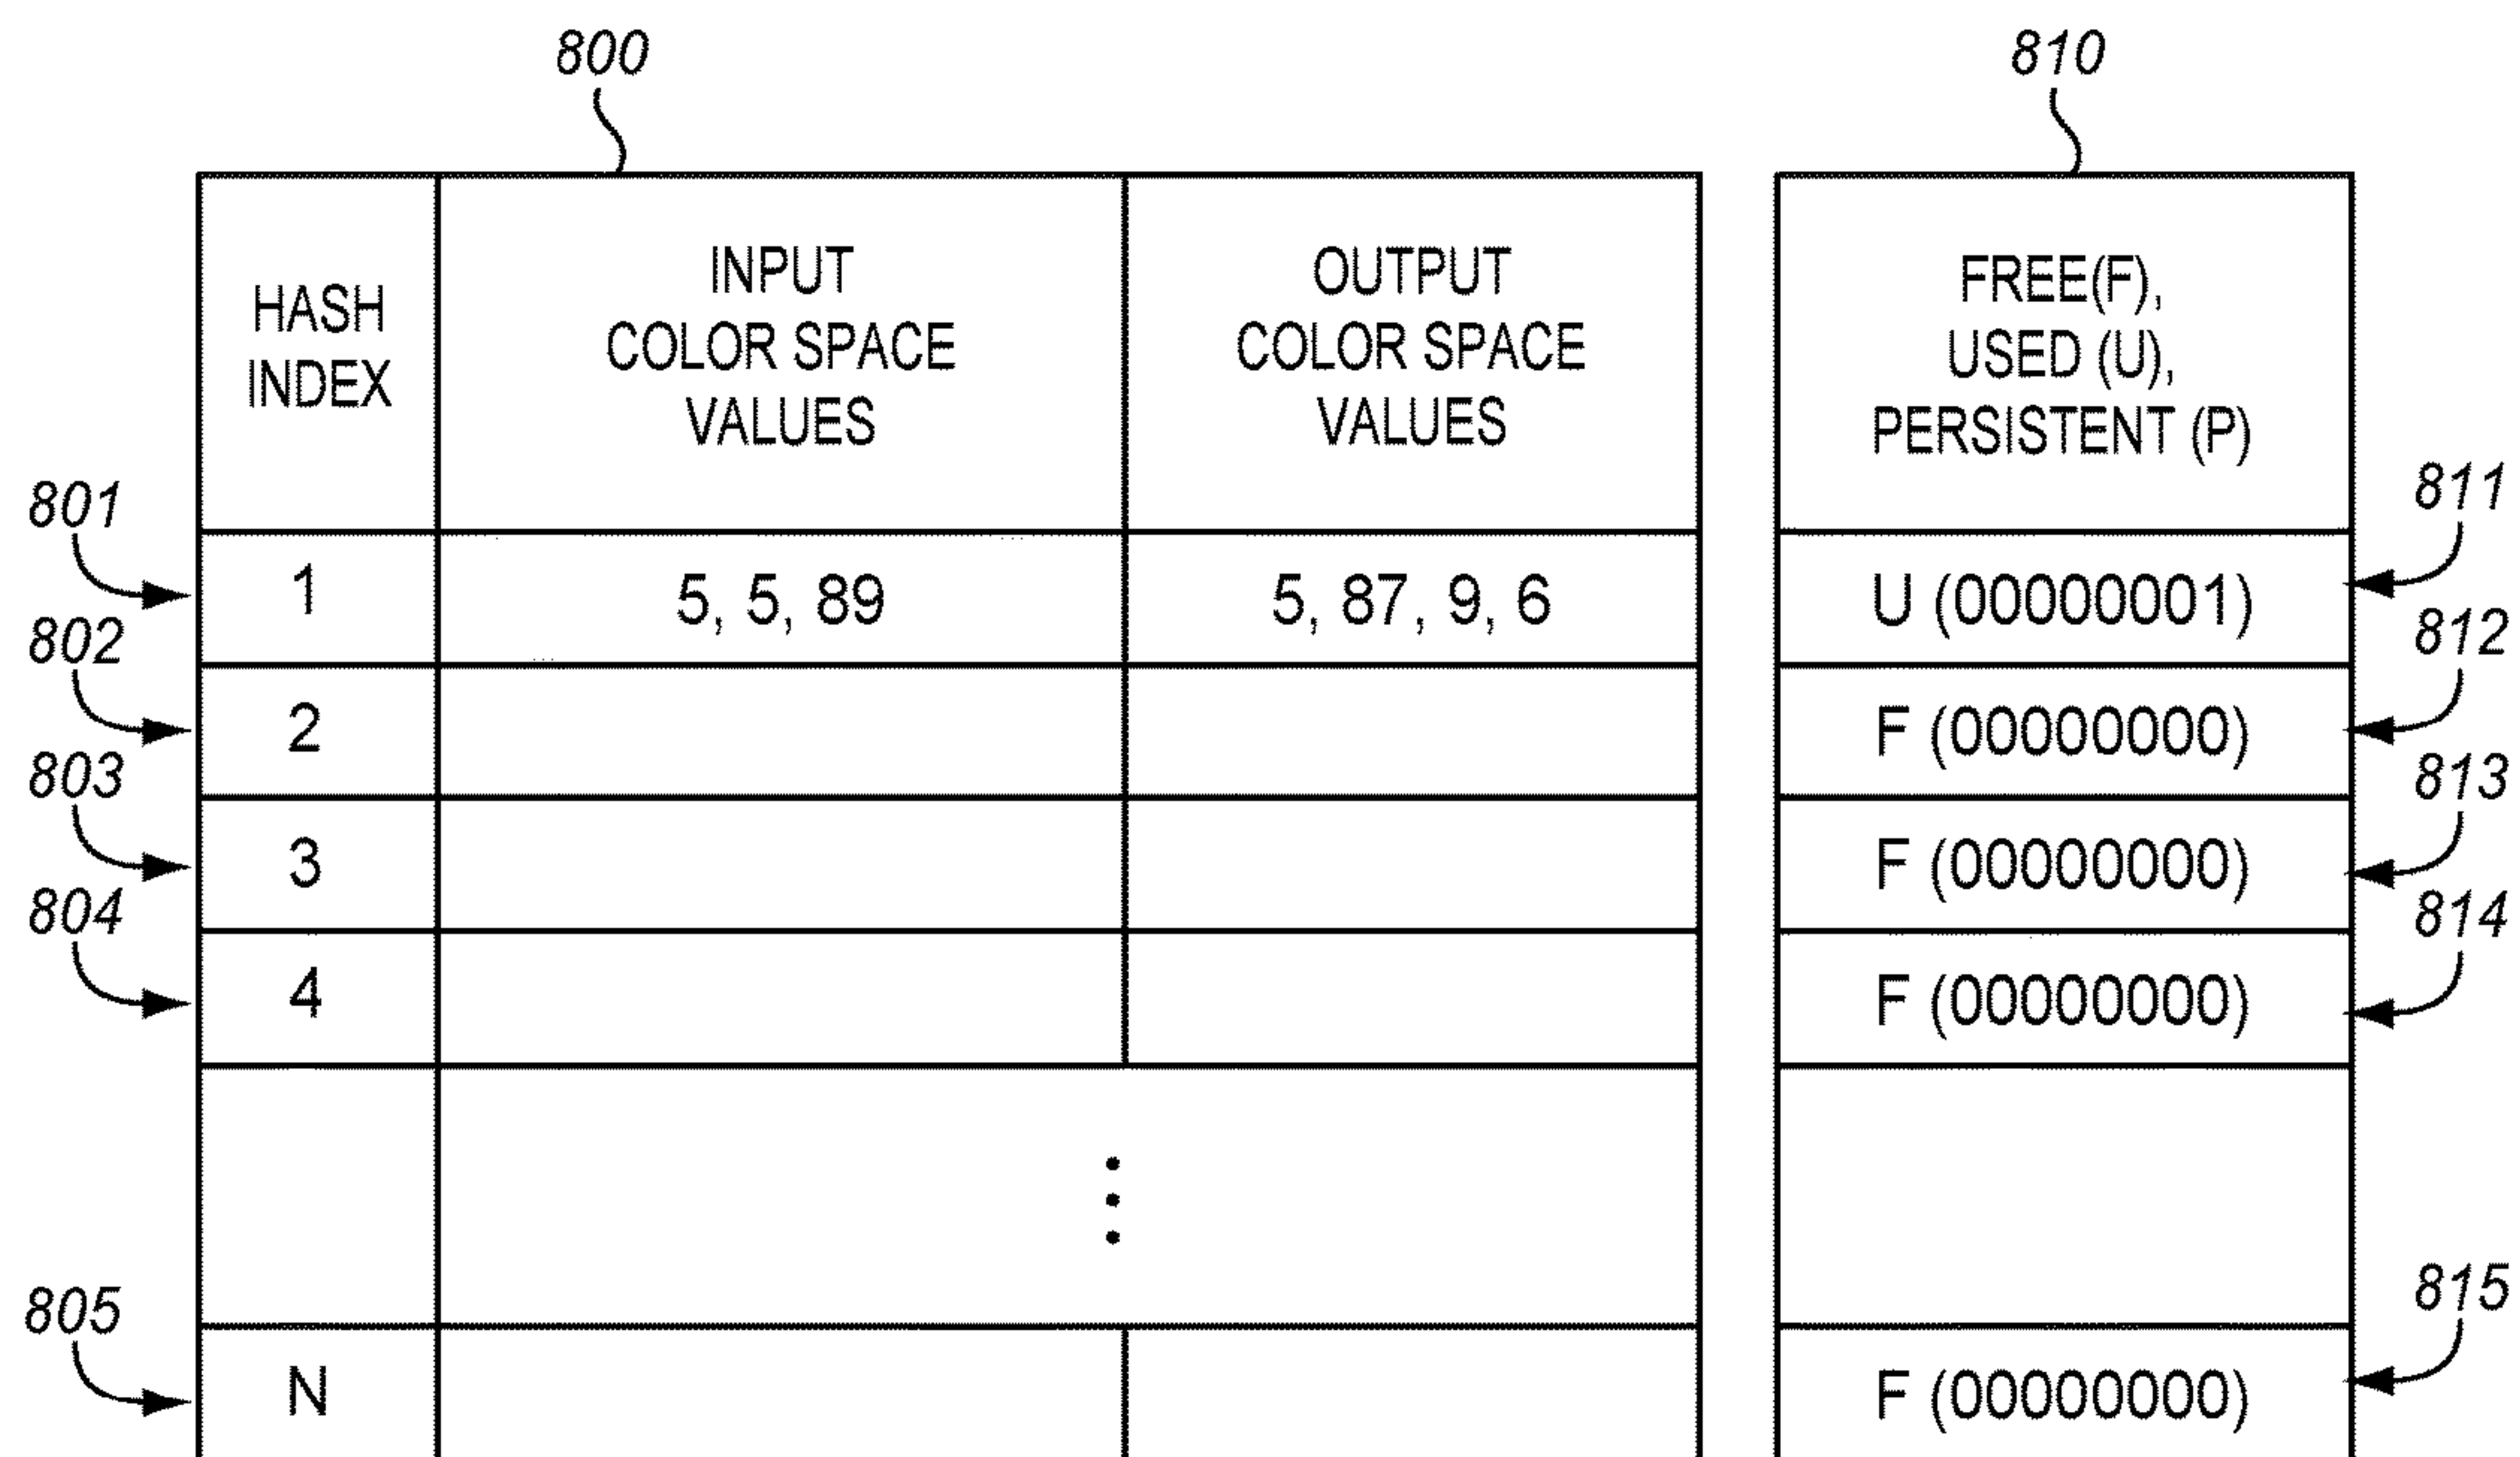 800
810
HASH
INDEX
INPUT
COLOR SPACE
VALUES
OUTPUT
COLOR SPACE
VALUES
FREE(F),
USED (U),
PERSISTENT (P)
801
1
5, 5, 89
5, 87, 9, 6
U (00000001)
811
802
2
F (00000000)
812
803
3
F (00000000)
813
804
4
F (00000000)
814
805
N
F (00000000)
815